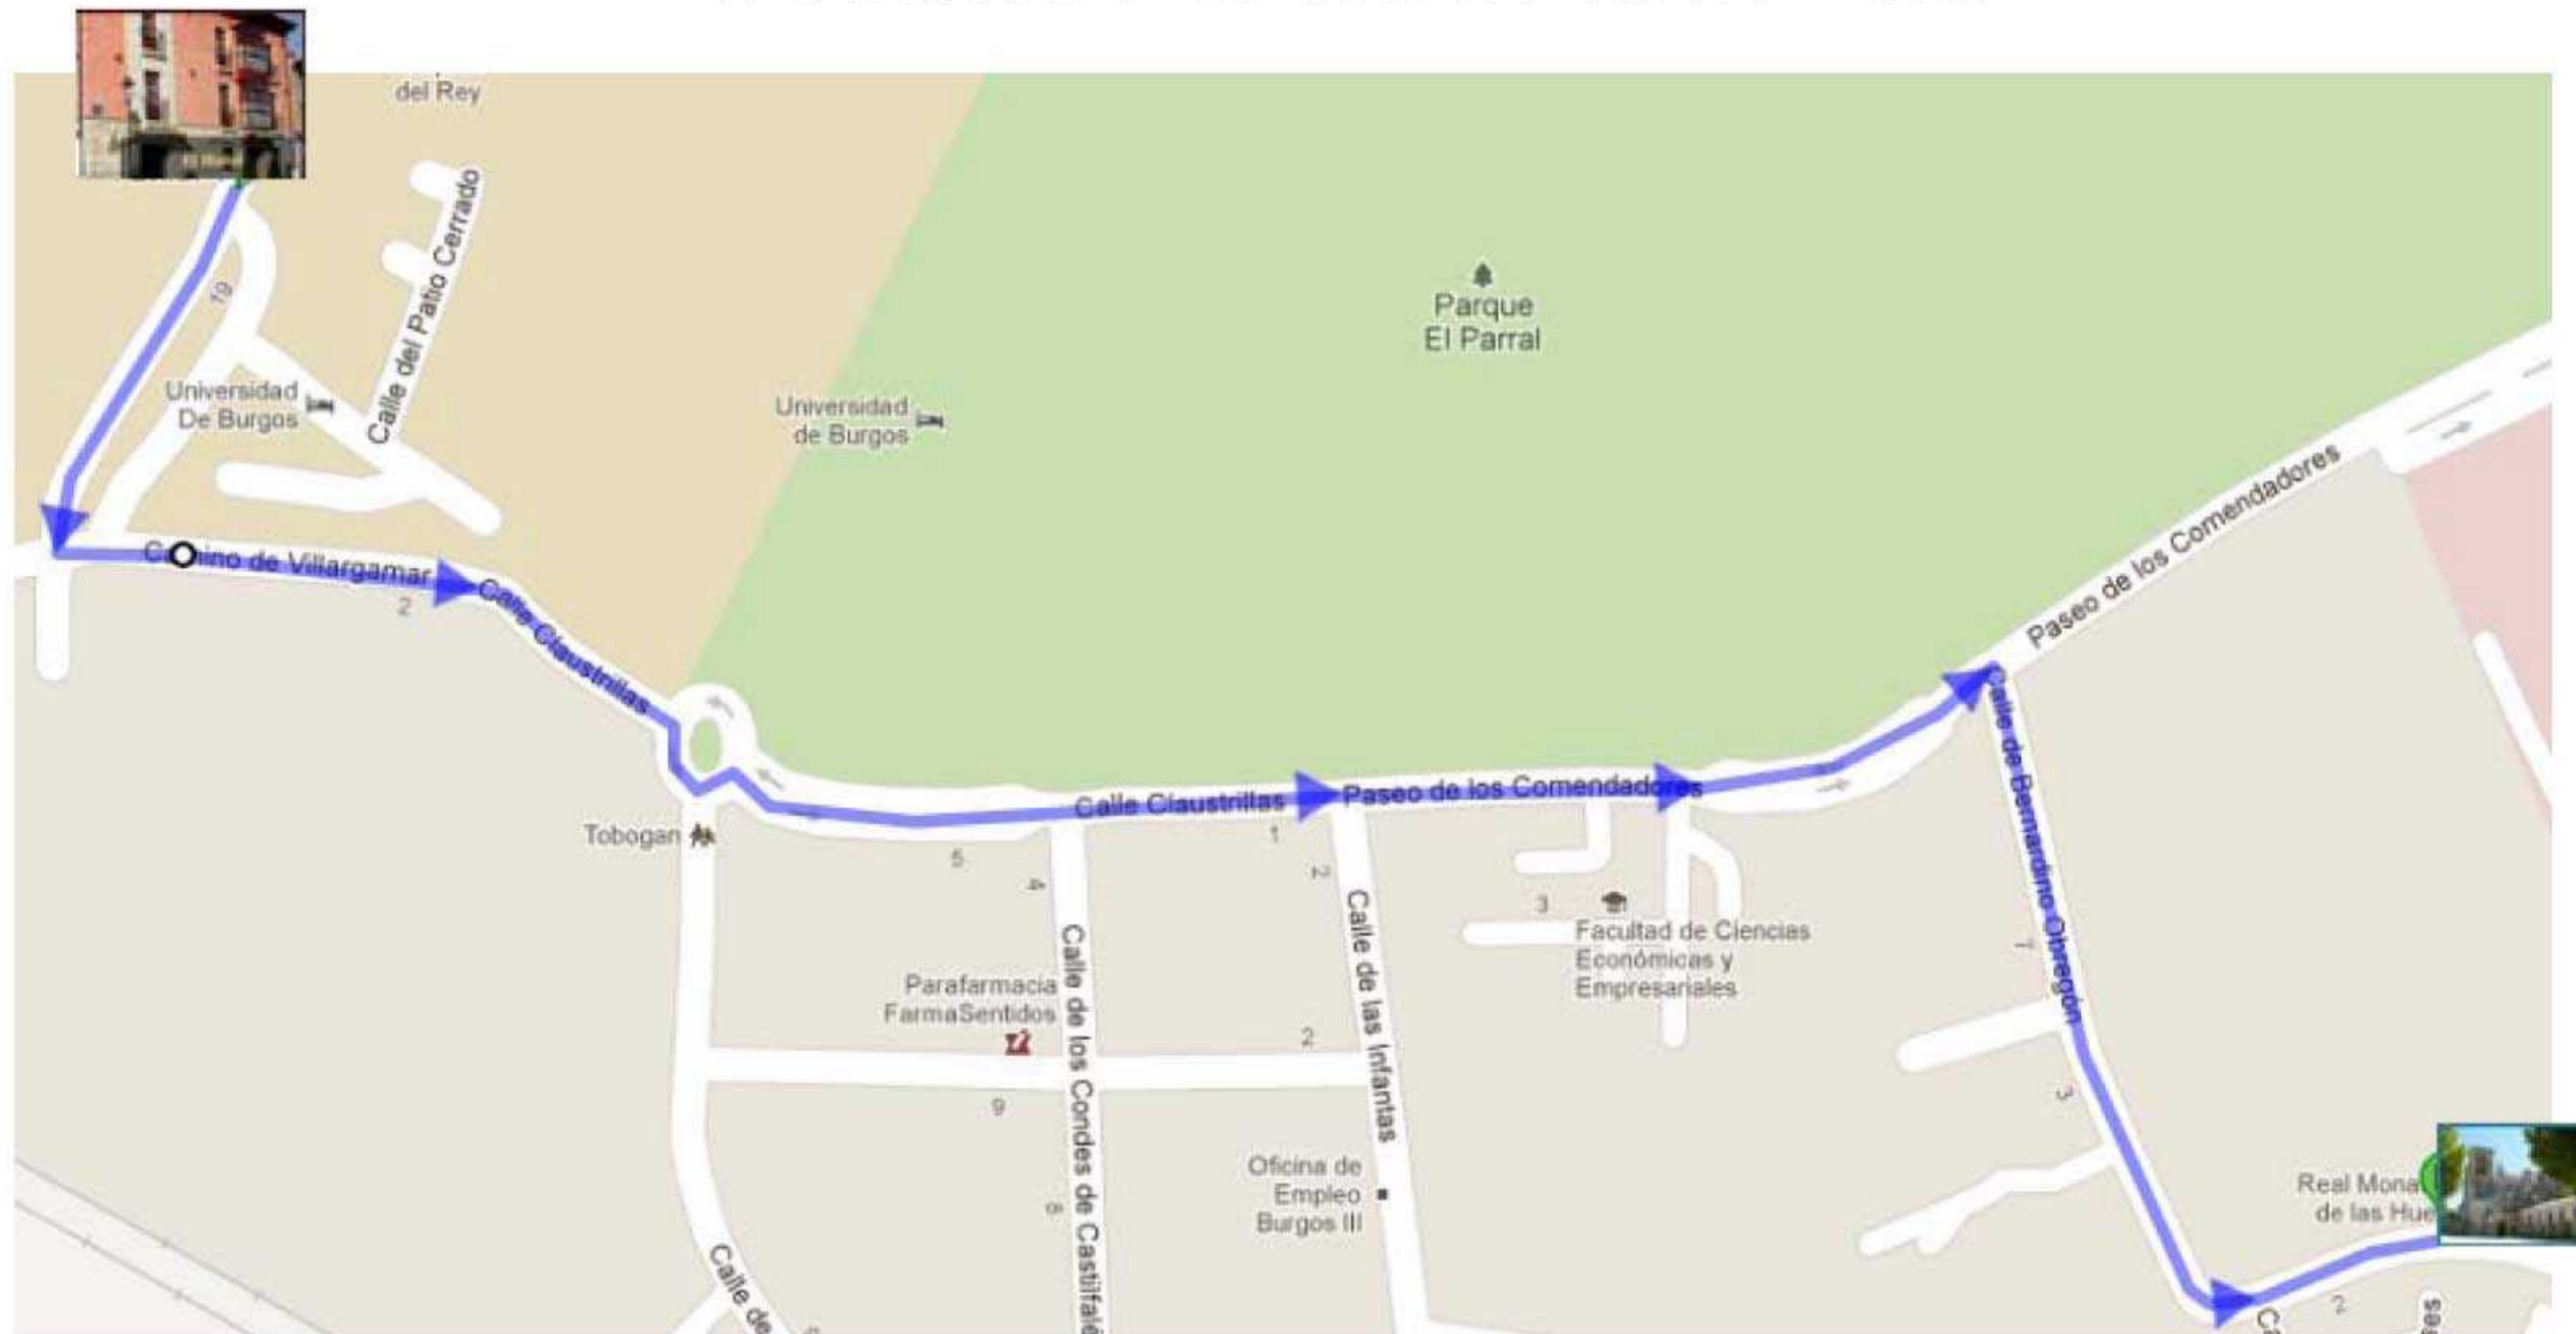 del Rey
Calle del Patio Cerrado
19
Universidad
De Burgos
Universidad
de Burgos
Parque
El Parral
Paseo de los Comendadores
Camino de Villargamar
2
Calle Claustrillas
Calle Claustrillas
Paseo de los Comendadores
Calle de Bernardino Obregón
Tobogan
5
4
1
2
3
Facultad de Ciencias
Económicas y
Empresariales
Calle de los Condes de Castilfalé
Calle de las Infantas
7
Parafarmacia
FarmaSentidos
2
9
3
Oficina de
Empleo
Burgos III
8
Real Mona
de las Hue
Calle de
2
Ca